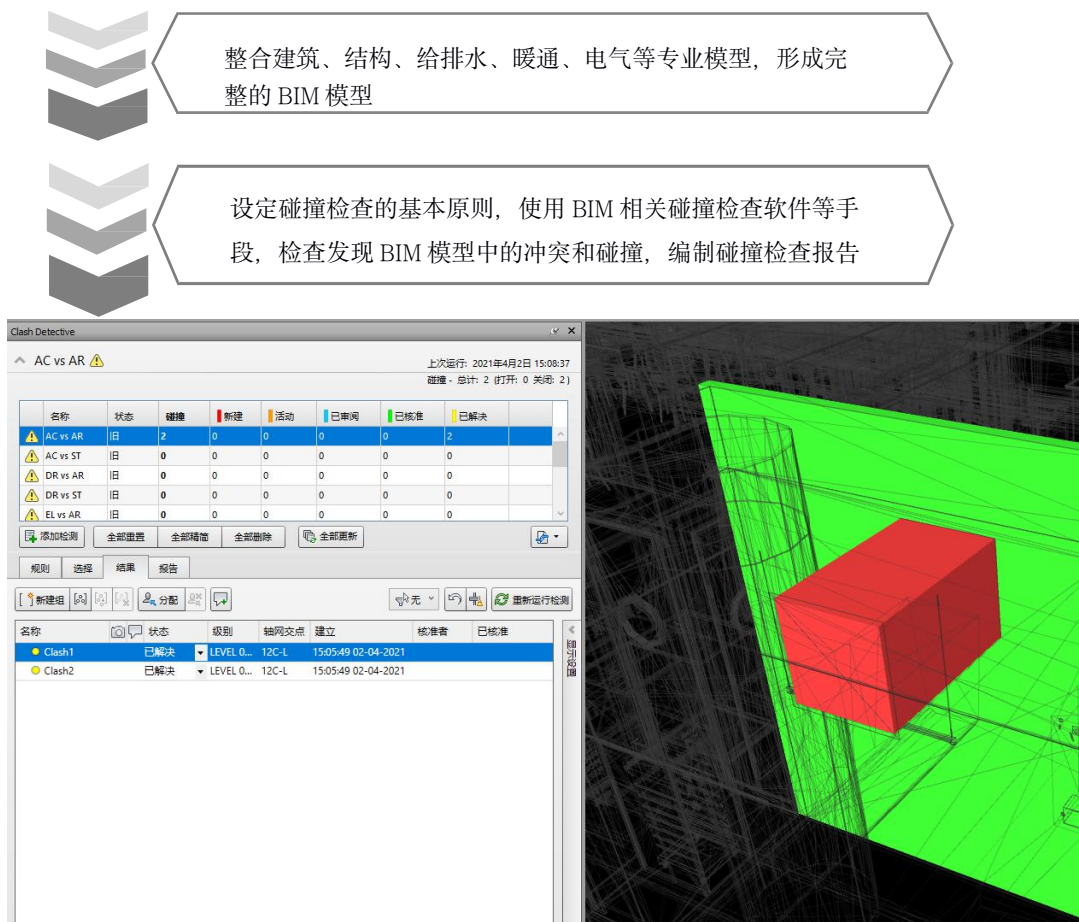 整合建筑、结构、给排水、暖通、电气等专业模型，形成完
整的 BIM 模型
设定碰撞检查的基本原则，使用 BIM 相关碰撞检查软件等手
段，检查发现 BIM 模型中的冲突和碰撞，编制碰撞检查报告
Clash Detective
AC vs AR
上次运行: 2021年4月2日 15:08:37
碰撞 - 总计: 2 (打开: 0 关闭: 2)
名称 状态 碰撞 新建 活动 已审阅 已核准 已解决
AC vs AR 旧 2 0 0 0 0 2
AC vs ST 旧 0 0 0 0 0 0
DR vs AR 旧 0 0 0 0 0 0
DR vs ST 旧 0 0 0 0 0 0
EL vs AR 旧 0 0 0 0 0 0
添加检测 全部重置 全部精简 全部删除 全部更新
规则 选择 结果 报告
新建组 分配 无 重新运行检测
名称 状态 级别 轴网交点 建立 核准者 已核准
Clash1 已解决 LEVEL 0... 12C-L 15:05:49 02-04-2021
Clash2 已解决 LEVEL 0... 12C-L 15:05:49 02-04-2021
显示设置